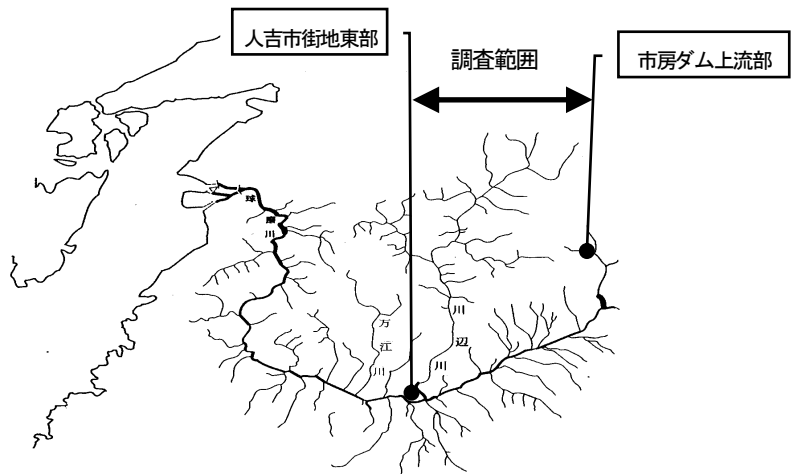 人吉市街地東部
調査範囲
市房ダム上流部
球磨川
万江川
川辺川